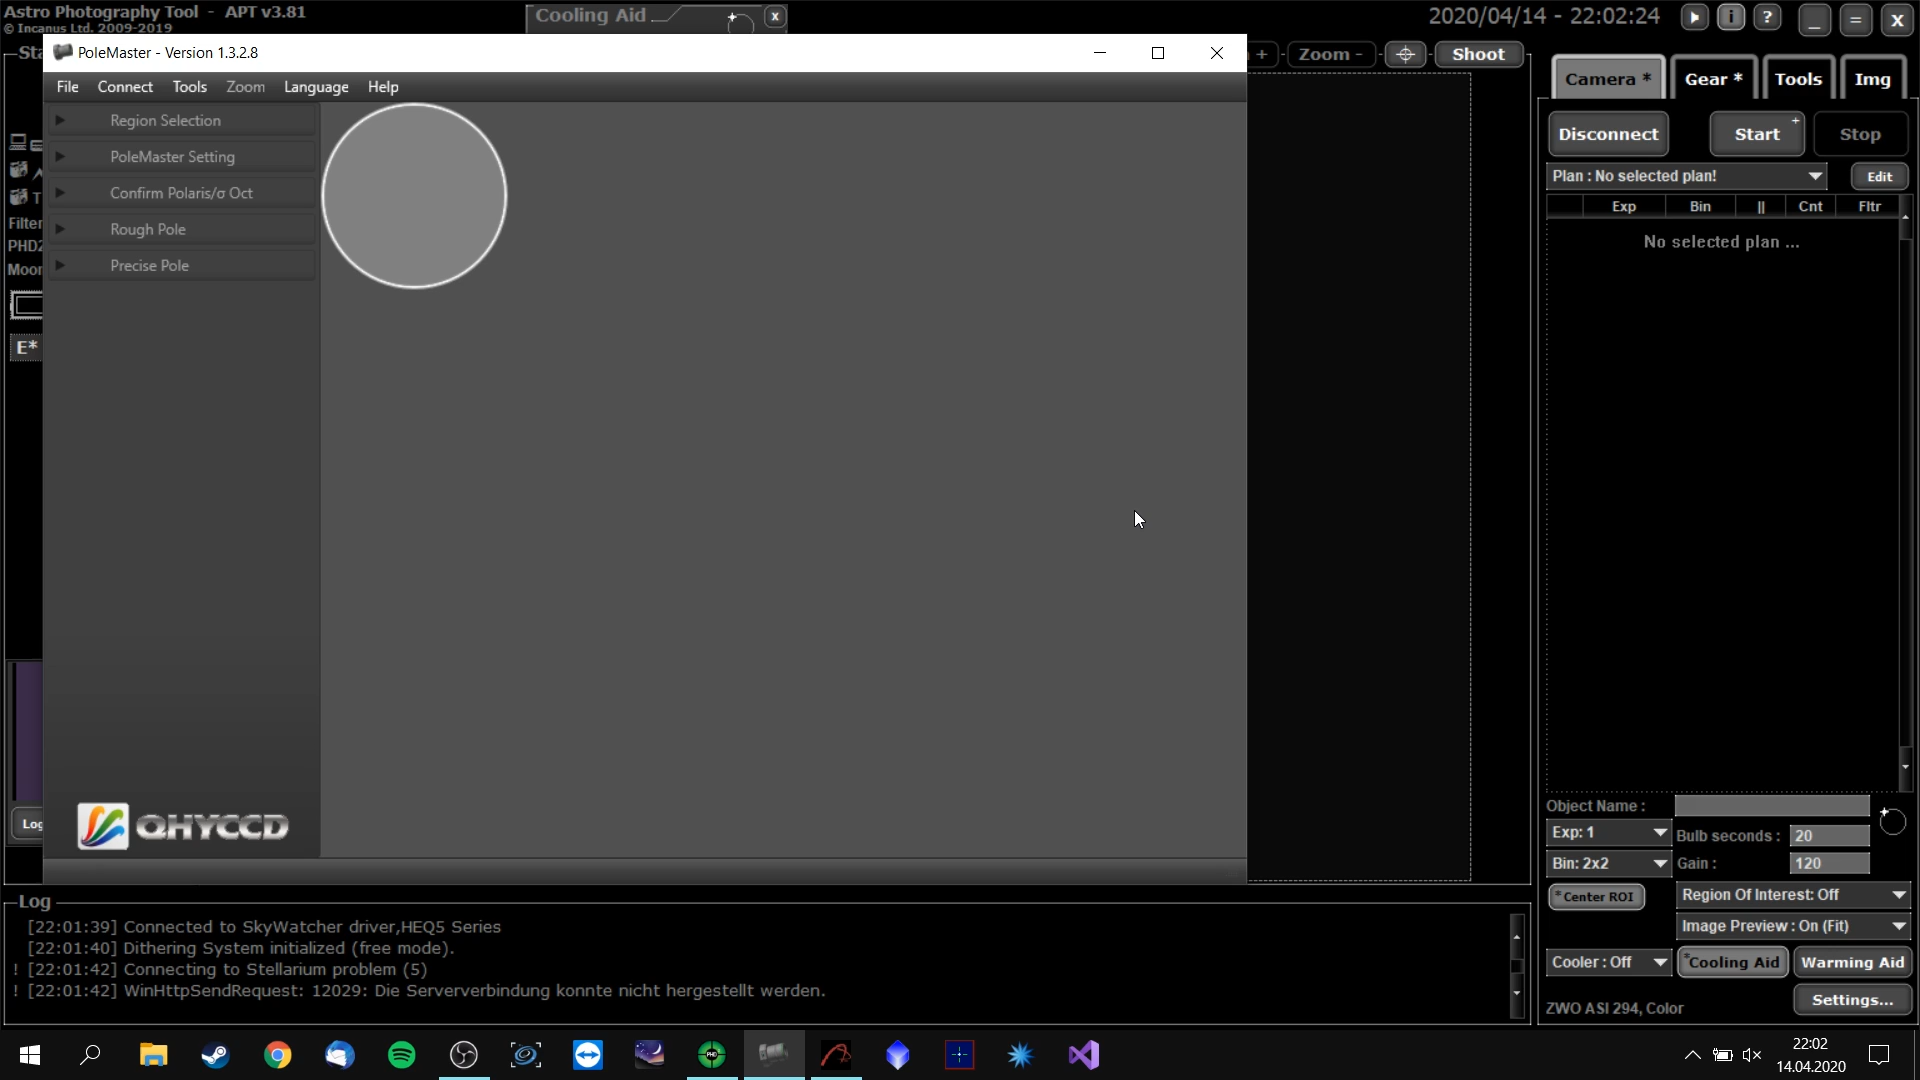 Astro Photography Tool - APT v3.81
© Incanus Ltd. 2009-2019
Cooling Aid
x
2020/04/14 - 22:02:24
i
?
_
=
X
PoleMaster - Version 1.3.2.8
+
Zoom -
Shoot
File
Connect
Tools
Zoom
Language
Help
Camera *
Gear *
Tools
Img
Region Selection
PoleMaster Setting
Confirm Polaris/σ Oct
Rough Pole
Precise Pole
Disconnect
Start
+
Stop
Plan : No selected plan!
Edit
Exp
Bin
||
Cnt
Fltr
No selected plan ...
T
Filter
E*
QHYCCD
Object Name :
Exp: 1
Bulb seconds :
20
Bin: 2x2
Gain :
120
*Center ROI
Region Of Interest: Off
Image Preview : On (Fit)
Cooler : Off
*Cooling Aid
Warming Aid
ZWO ASI 294, Color
Settings...
Log
[22:01:39] Connected to SkyWatcher driver,HEQ5 Series
[22:01:40] Dithering System initialized (free mode).
! [22:01:42] Connecting to Stellarium problem (5)
! [22:01:42] WinHttpSendRequest: 12029: Die Serververbindung konnte nicht hergestellt werden.
PHD
22:02
14.04.2020